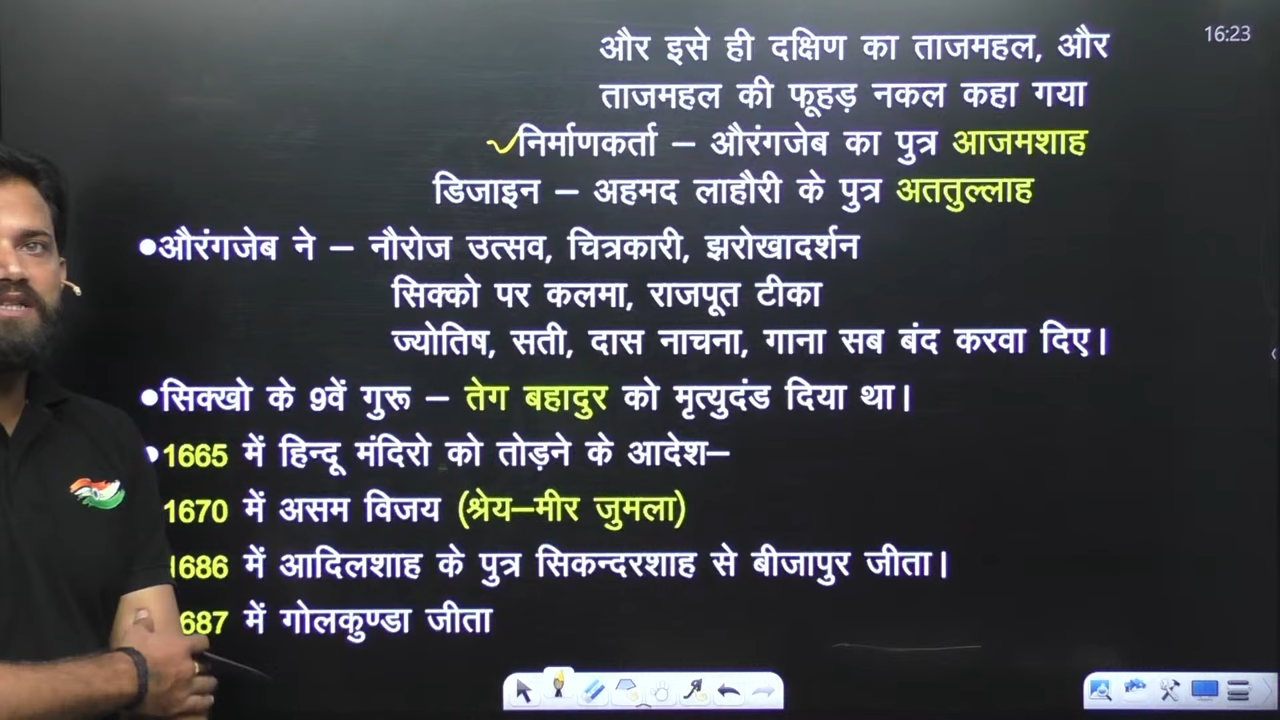 16:23
और इसे ही दक्षिण का ताजमहल, और
ताजमहल की फूहड़ नकल कहा गया
निर्माणकर्ता – औरंगजेब का पुत्र आजमशाह
डिजाइन – अहमद लाहौरी के पुत्र अततुल्लाह
•औरंगजेब ने – नौरोज उत्सव, चित्रकारी, झरोखादर्शन
सिक्को पर कलमा, राजपूत टीका
ज्योतिष, सती, दास नाचना, गाना सब बंद करवा दिए।
•सिक्खो के 9वें गुरू – तेग बहादुर को मृत्युदंड दिया था।
•1665 में हिन्दू मंदिरो को तोड़ने के आदेश–
1670 में असम विजय (श्रेय–मीर जुमला)
1686 में आदिलशाह के पुत्र सिकन्दरशाह से बीजापुर जीता।
687 में गोलकुण्डा जीता